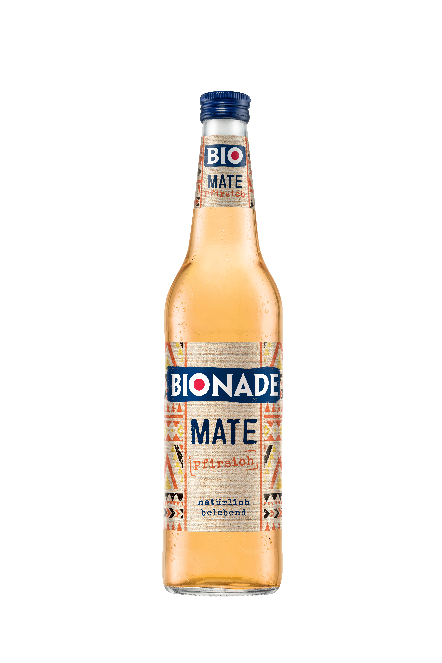 BIO
MATE
Pfirsich
BIONADE
MATE
Pfirsich
natürlich
belebend